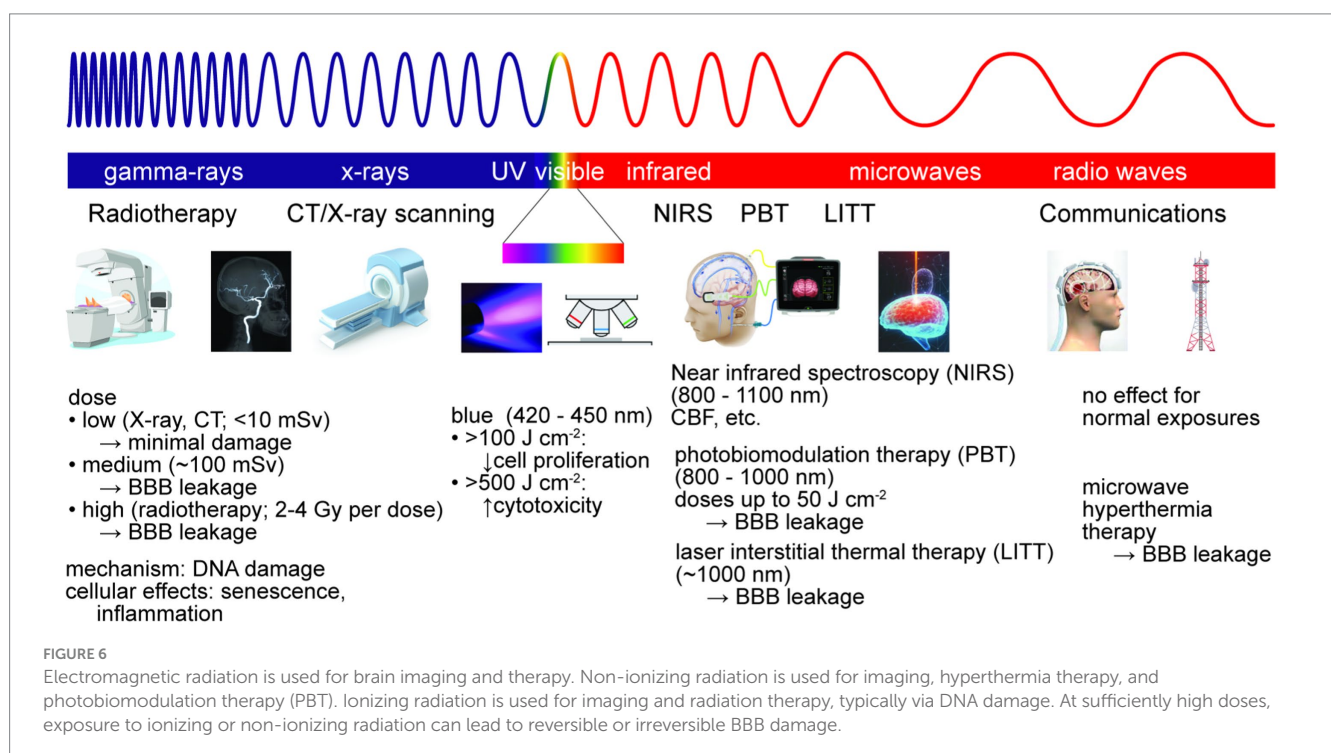 gamma-rays x-rays UV visible infrared microwaves radio waves
Radiotherapy CT/X-ray scanning NIRS PBT LITT Communications
dose
• low (X-ray, CT; <10 mSv)
→ minimal damage
• medium (~100 mSv)
→ BBB leakage
• high (radiotherapy; 2-4 Gy per dose)
→ BBB leakage
mechanism: DNA damage
cellular effects: senescence,
inflammation
blue (420 - 450 nm)
• >100 J cm-2:
↓cell proliferation
• >500 J cm-2:
↑cytotoxicity
Near infrared spectroscopy (NIRS)
(800 - 1100 nm)
CBF, etc.
photobiomodulation therapy (PBT)
(800 - 1000 nm)
doses up to 50 J cm-2
→ BBB leakage
laser interstitial thermal therapy (LITT)
(~1000 nm)
→ BBB leakage
no effect for
normal exposures
microwave
hyperthermia
therapy
→ BBB leakage
FIGURE 6
Electromagnetic radiation is used for brain imaging and therapy. Non-ionizing radiation is used for imaging, hyperthermia therapy, and
photobiomodulation therapy (PBT). Ionizing radiation is used for imaging and radiation therapy, typically via DNA damage. At sufficiently high doses,
exposure to ionizing or non-ionizing radiation can lead to reversible or irreversible BBB damage.